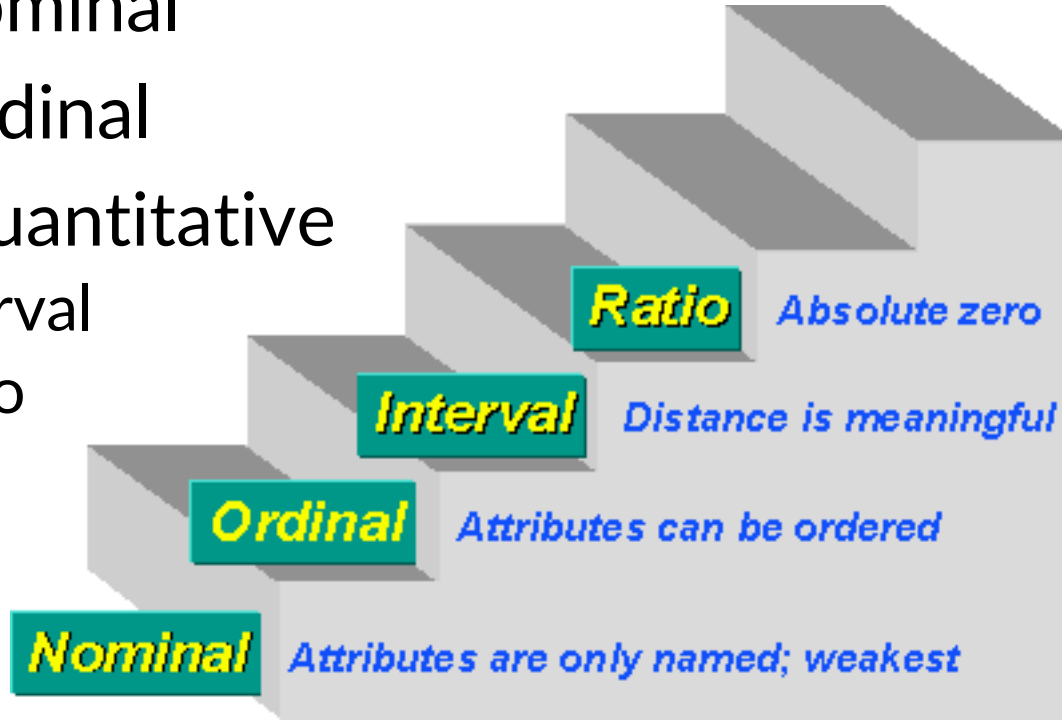 ominal
dinal
uantitative
rval
o
Ratio Absolute zero
Interval Distance is meaningful
Ordinal Attributes can be ordered
Nominal Attributes are only named; weakest